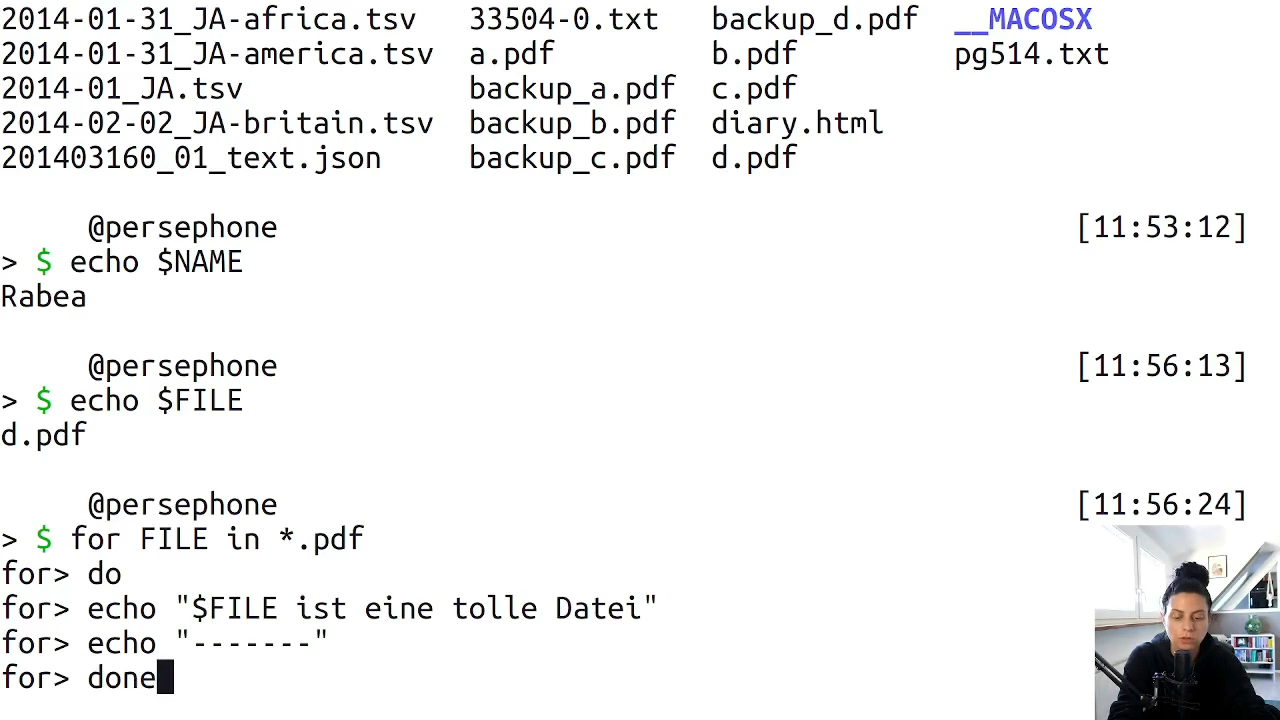 2014-01-31_JA-africa.tsv 33504-0.txt backup_d.pdf __MACOSX
2014-01-31_JA-america.tsv a.pdf b.pdf pg514.txt
2014-01_JA.tsv backup_a.pdf c.pdf
2014-02-02_JA-britain.tsv backup_b.pdf diary.html
201403160_01_text.json backup_c.pdf d.pdf
@persephone [11:53:12]
> $ echo $NAME
Rabea
@persephone [11:56:13]
> $ echo $FILE
d.pdf
@persephone [11:56:24]
> $ for FILE in *.pdf
for> do
for> echo "$FILE ist eine tolle Datei"
for> echo "-------"
for> done